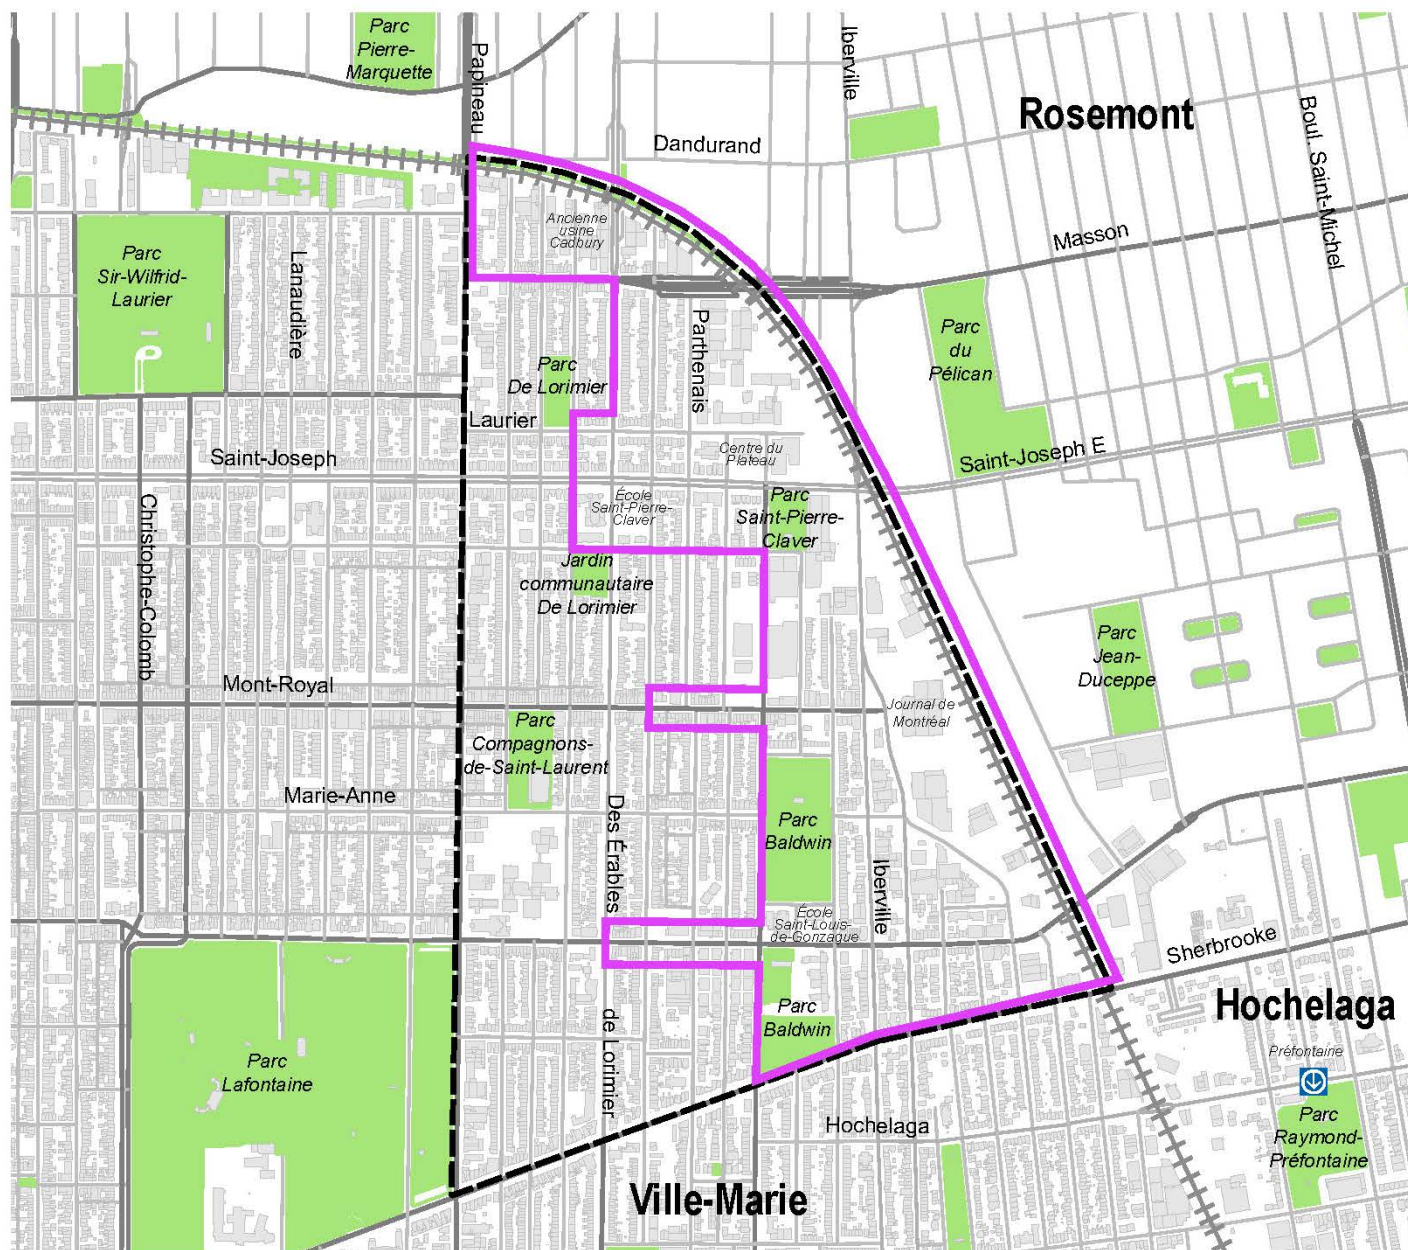 Parc
Pierre-
Marquette
Papineau
Iberville
Rosemont
Boul. Saint-Michel
Dandurand
Ancienne
usine
Cadbury
Masson
Parc
Sir-Wilfrid-
Laurier
Lanaudière
Parthenais
Parc
du
Pélican
Parc
De Lorimier
Laurier
Saint-Joseph
Centre du
Plateau
Saint-Joseph E
Christophe-Colomb
École
Saint-Pierre-
Claver
Parc
Saint-Pierre-
Claver
Jardin
communautaire
De Lorimier
Parc
Jean-
Duceppe
Mont-Royal
Journal de
Montréal
Parc
Compagnons-
de-Saint-Laurent
Marie-Anne
Des Érables
Parc
Baldwin
Iberville
École
Saint-Louis-
de-Gonzague
Sherbrooke
Hochelaga
Parc
Baldwin
de Lorimier
Parc
Lafontaine
Préfontaine
Hochelaga
Parc
Raymond-
Préfontaine
Ville-Marie